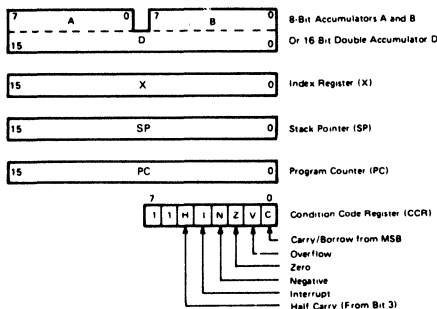 7 A 0 7 B 0 8-Bit Accumulators A and B
15 D 0 Or 16 Bit Double Accumulator D
15 X 0 Index Register (X)
15 SP 0 Stack Pointer (SP)
15 PC 0 Program Counter (PC)
7 0
1 1 H I N Z V C Condition Code Register (CCR)
Carry/Borrow from MSB
Overflow
Zero
Negative
Interrupt
Half Carry (From Bit 3)